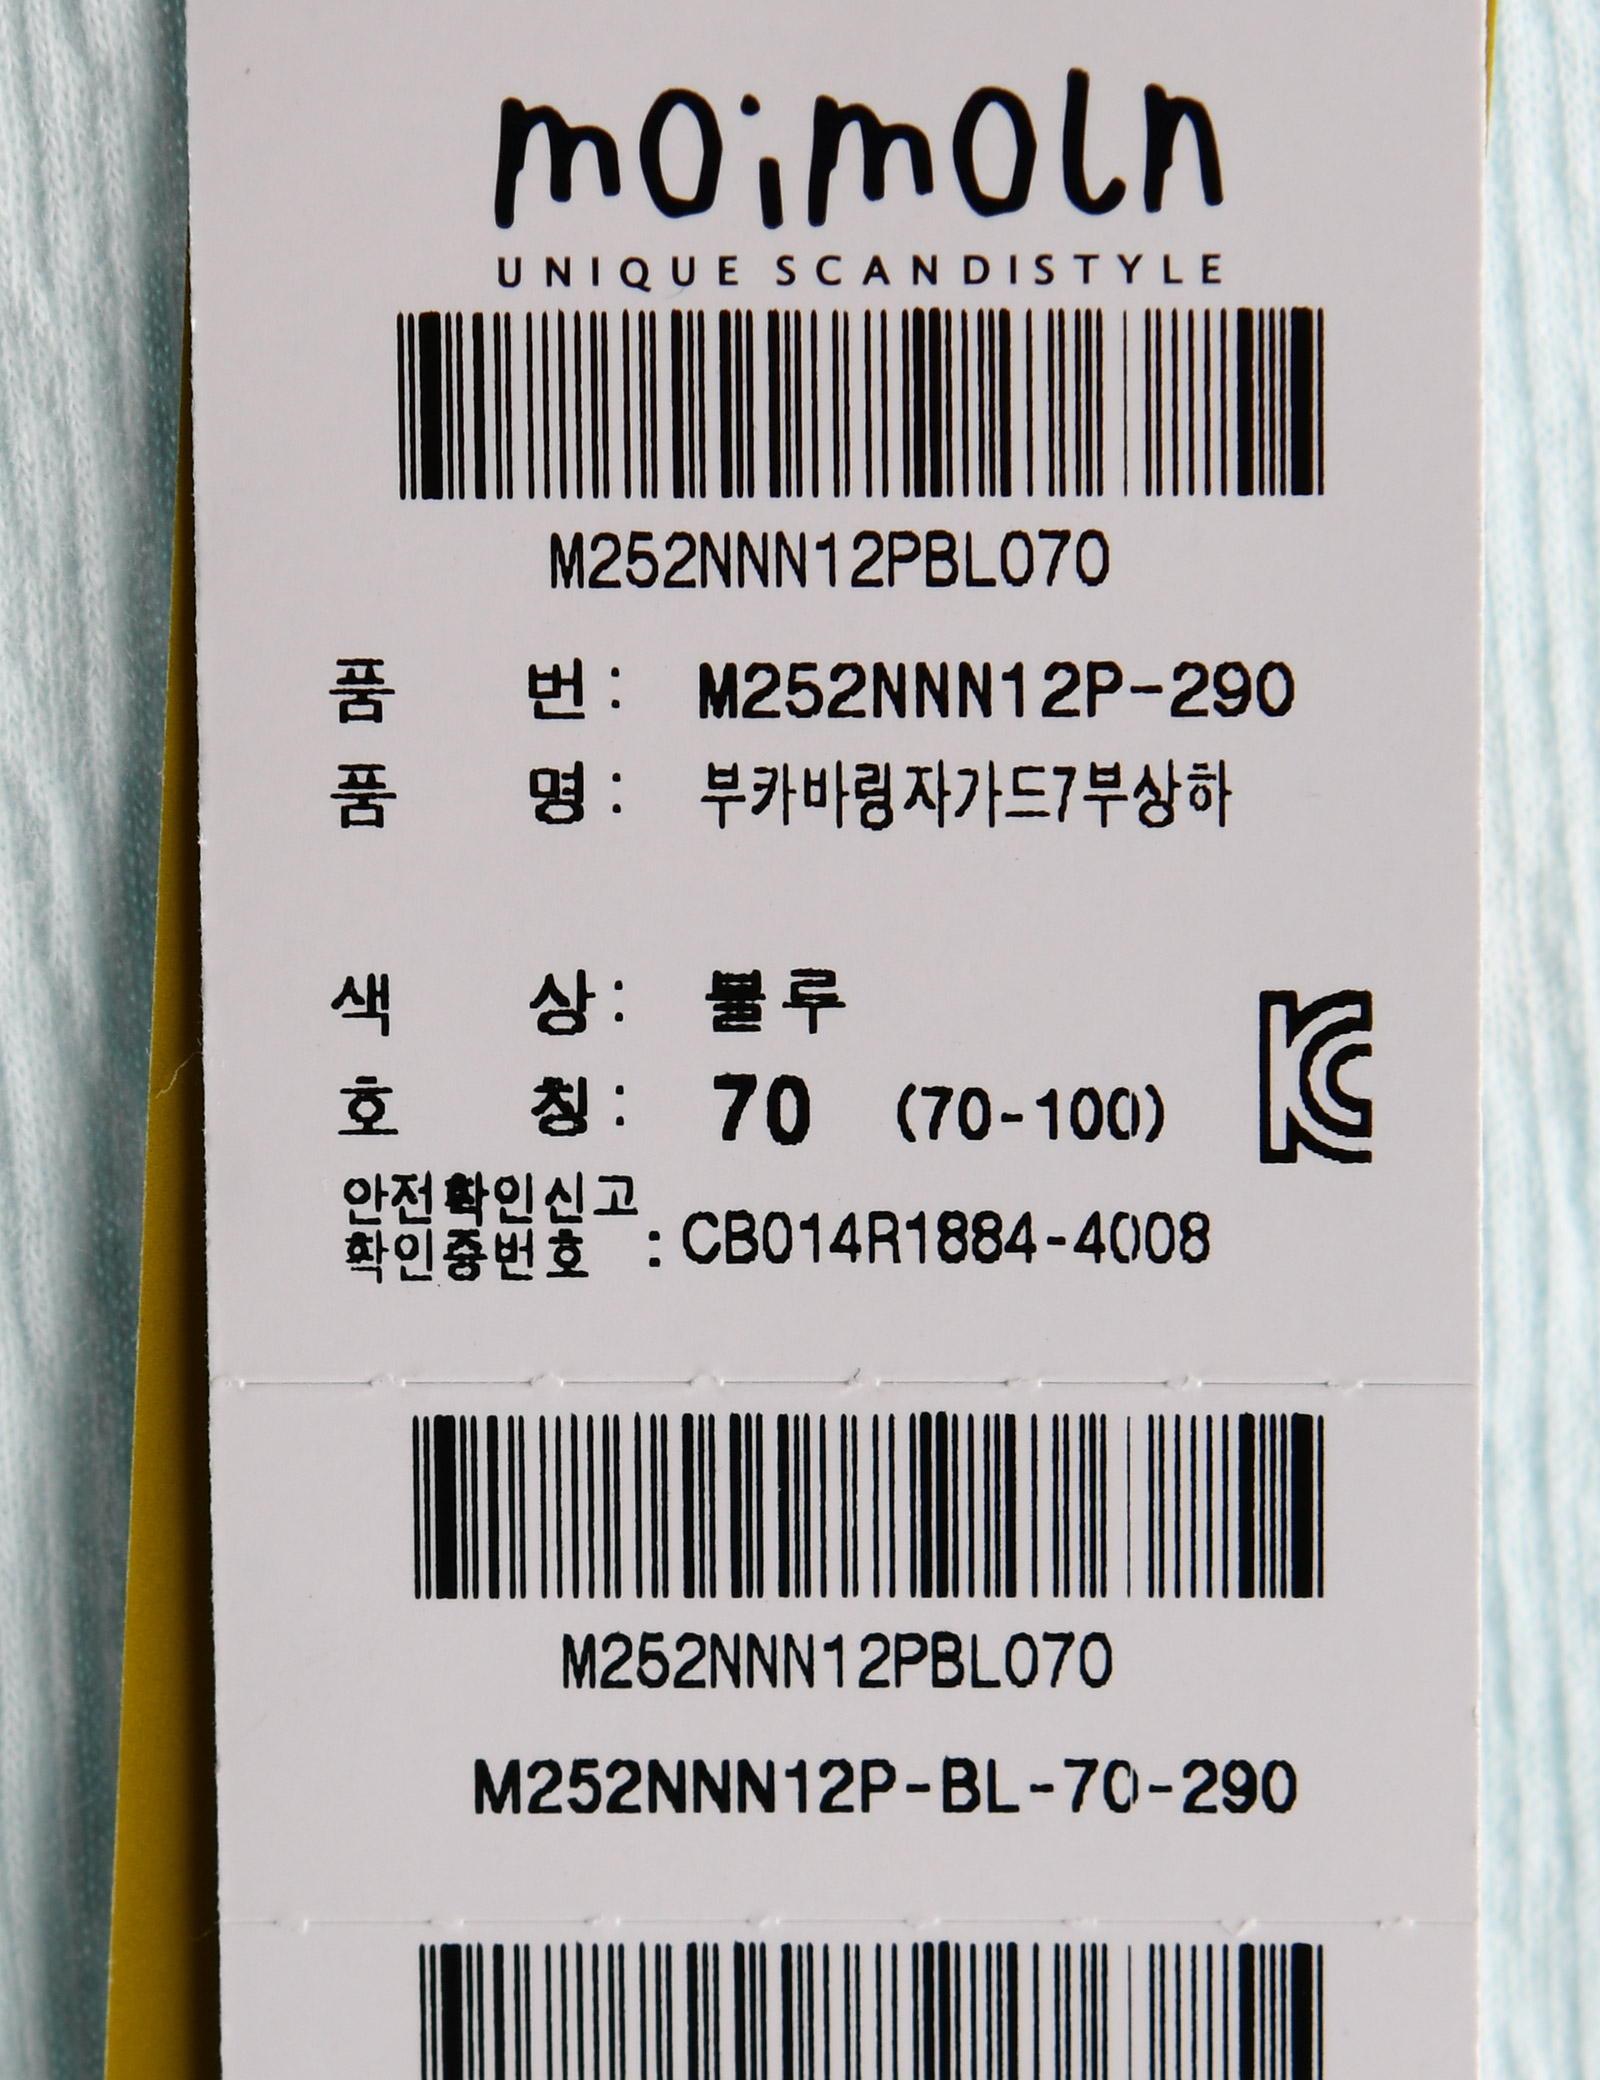 moimoln
UNIQUE SCANDISTYLE
M252NNN12PBL070
품 번 : M252NNN12P-290
품 명 : 부카바링자가드7부상하
색 상 : 블루
호 칭 : 70 (70-100)
안전확인신고
확인증번호 : CB014R1884-4008
KC
M252NNN12PBL070
M252NNN12P-BL-70-290